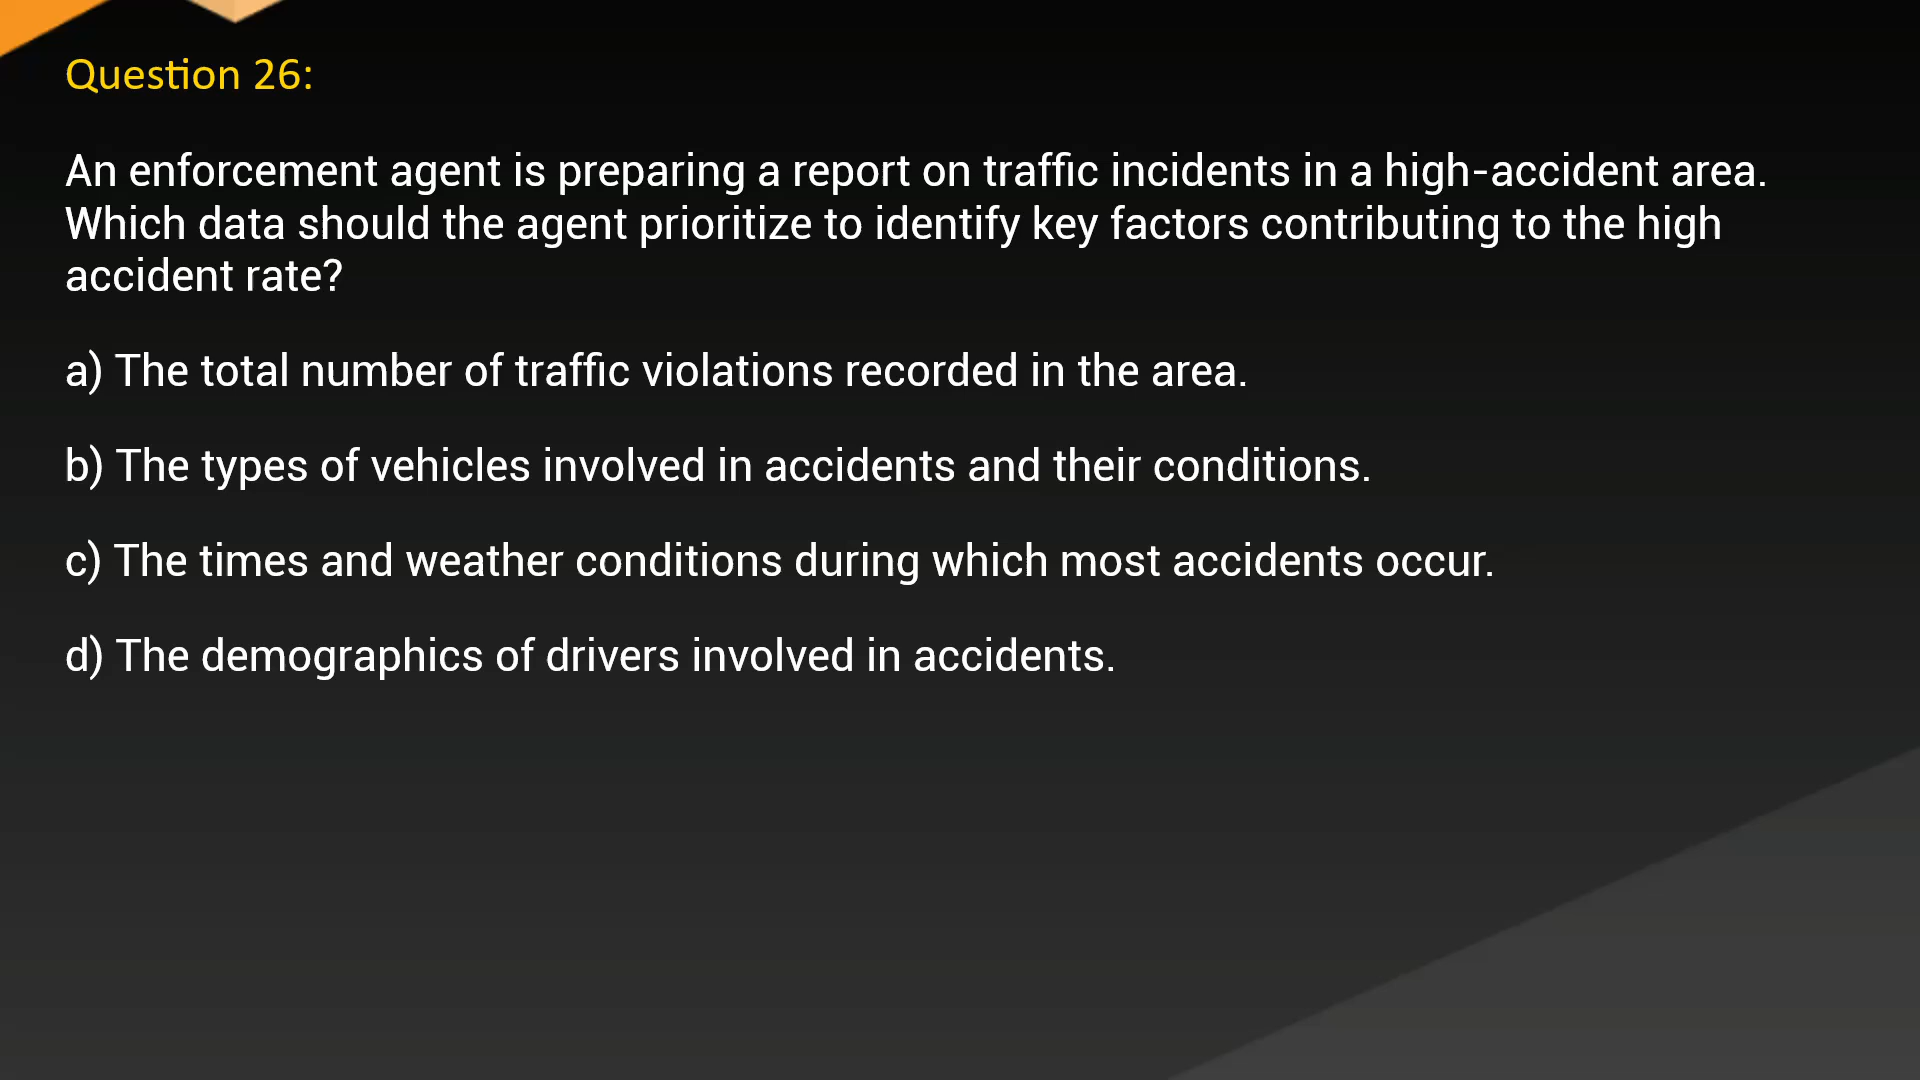 Question 26:
An enforcement agent is preparing a report on traffic incidents in a high-accident area.
Which data should the agent prioritize to identify key factors contributing to the high
accident rate?
a) The total number of traffic violations recorded in the area.
b) The types of vehicles involved in accidents and their conditions.
c) The times and weather conditions during which most accidents occur.
d) The demographics of drivers involved in accidents.